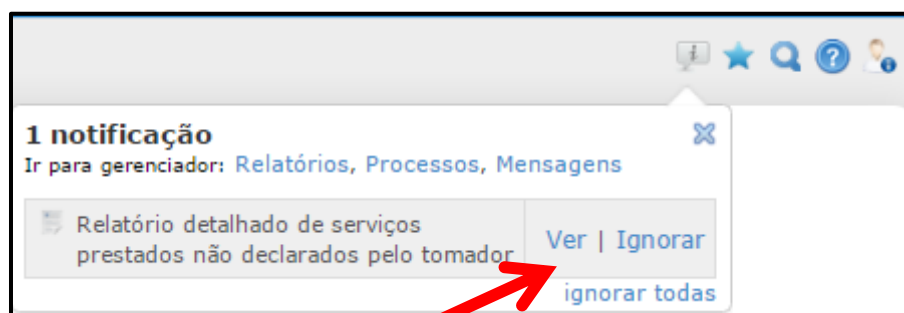 1 notificação
Ir para gerenciador: Relatórios, Processos, Mensagens
Relatório detalhado de serviços
prestados não declarados pelo tomador
Ver | Ignorar
ignorar todas